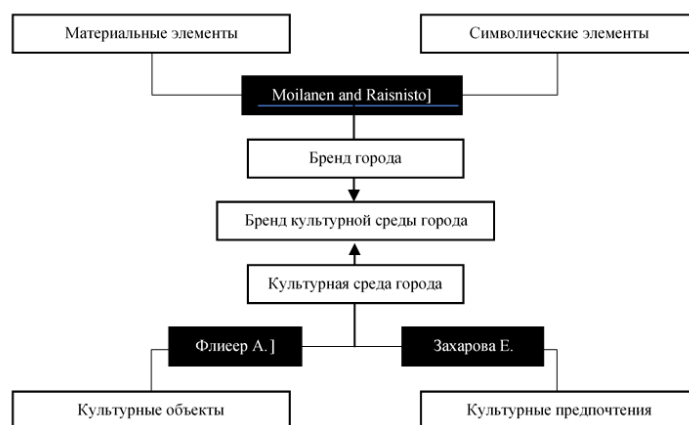 Материальные элементы
Символические элементы
Moilanen and Raisnisto]
Бренд города
Бренд культурной среды города
Культурная среда города
Флиеер А.]
Захарова Е.
Культурные объекты
Культурные предпочтения